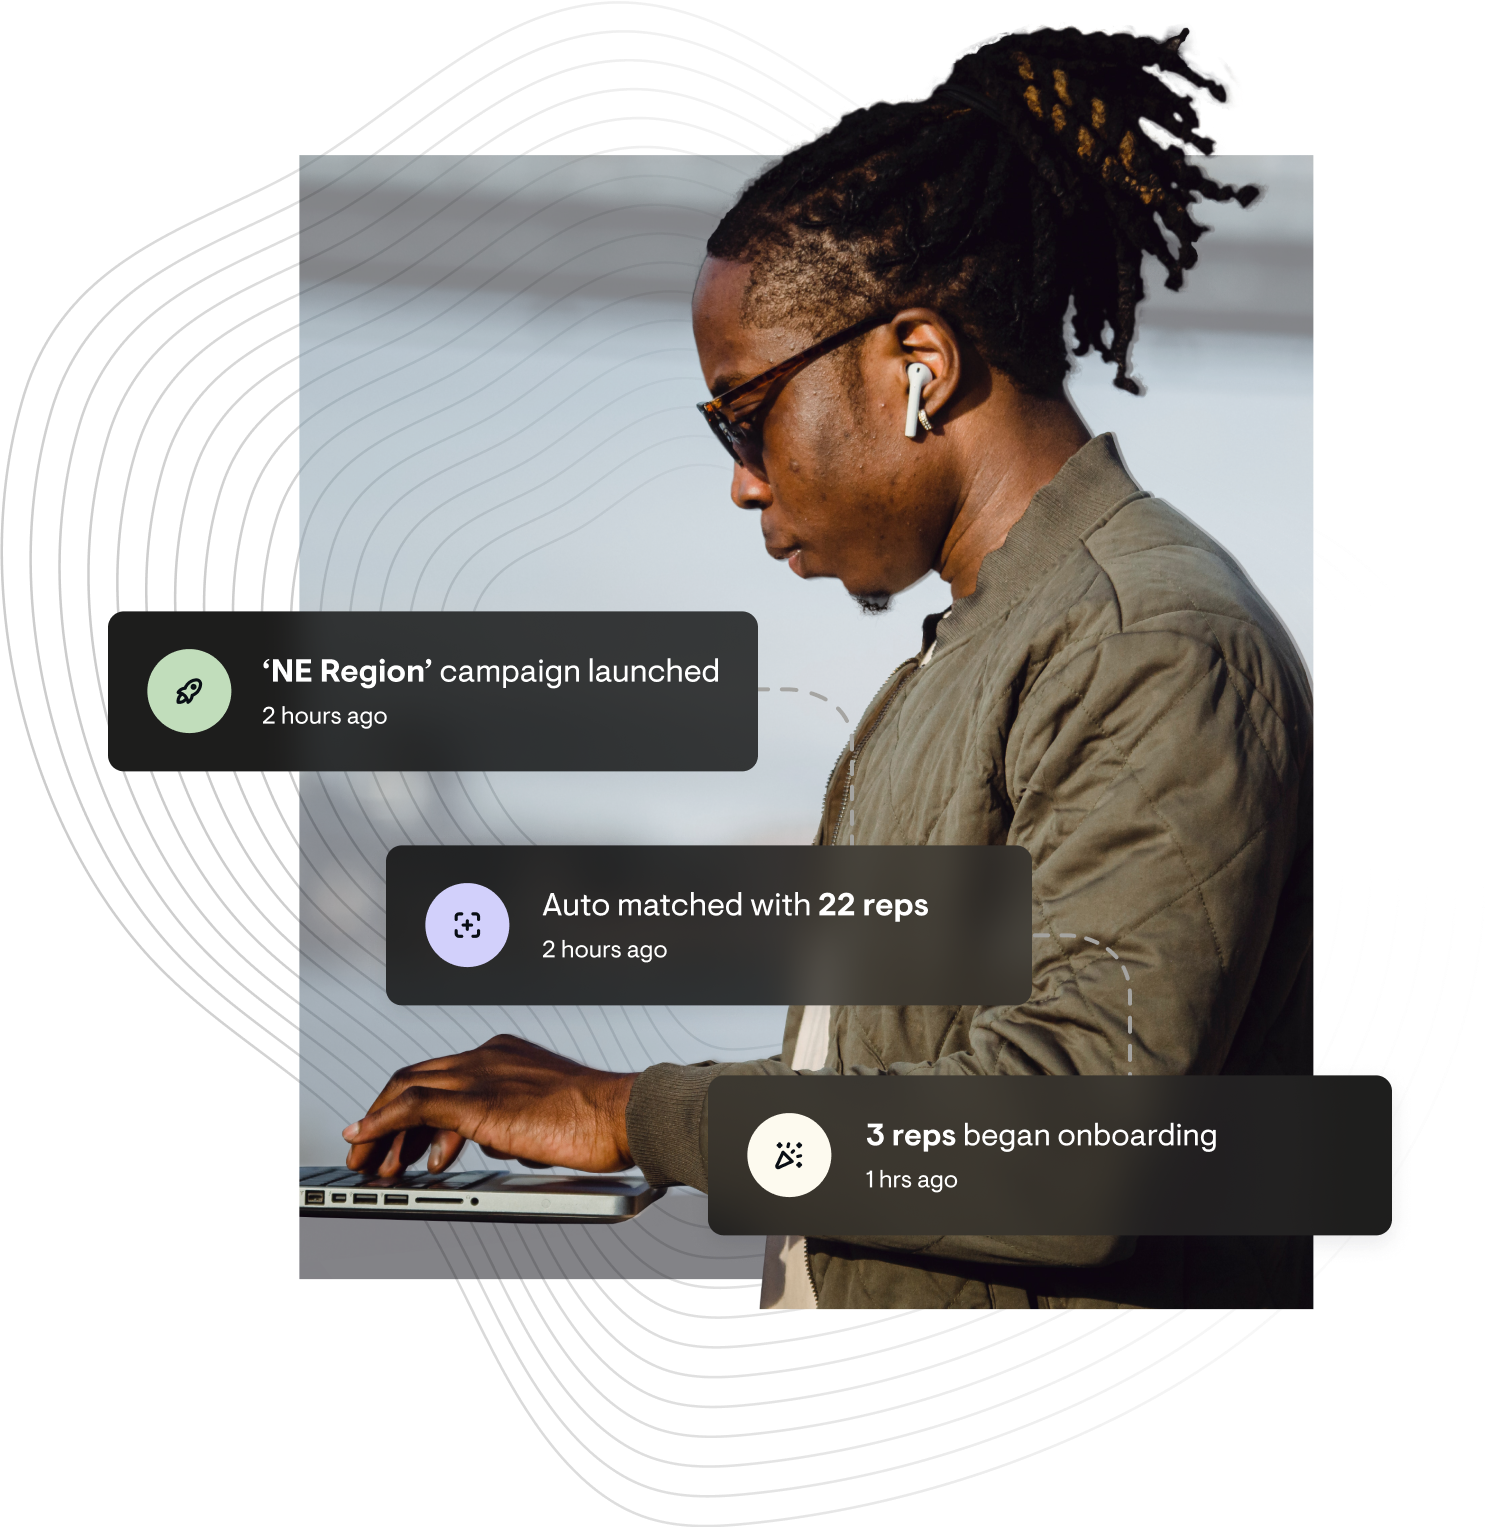 ‘NE Region’ campaign launched
2 hours ago
Auto matched with 22 reps
2 hours ago
3 reps began onboarding
1 hrs ago